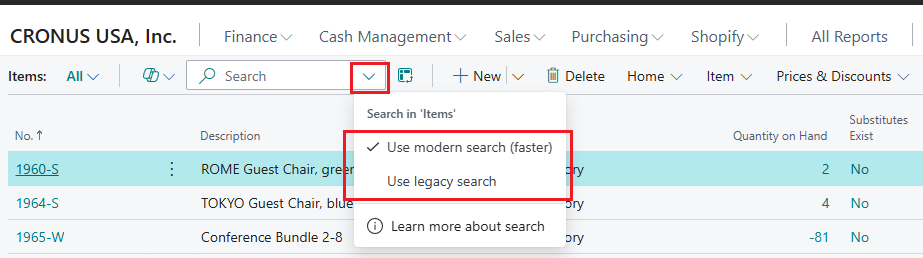 CRONUS USA, Inc. Finance Cash Management Sales Purchasing Shopify All Reports
Items: All Search New Delete Home Item Prices & Discounts
Search in 'Items'
Use modern search (faster)
Use legacy search
Learn more about search
No. ↑ Description Quantity on Hand Substitutes Exist
1960-S ROME Guest Chair, gree ory 2 No
1964-S TOKYO Guest Chair, blue ory 4 No
1965-W Conference Bundle 2-8 ory -81 No